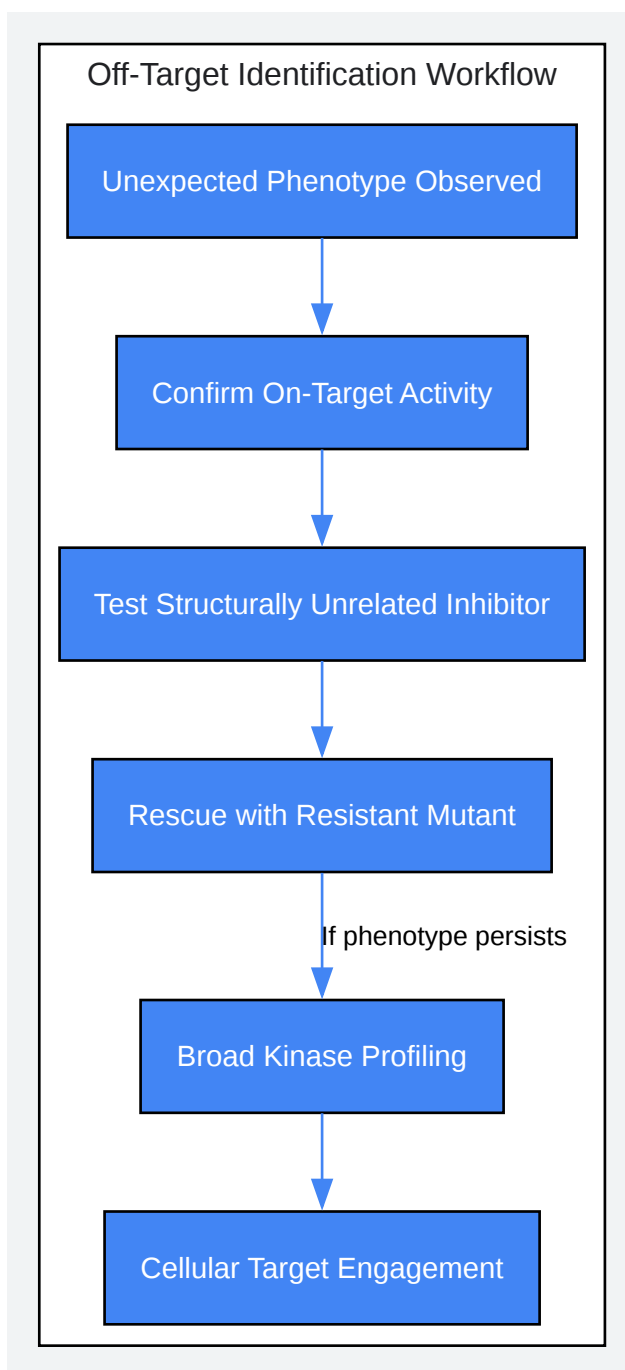 Off-Target Identification Workflow
Unexpected Phenotype Observed
Confirm On-Target Activity
Test Structurally Unrelated Inhibitor
Rescue with Resistant Mutant
If phenotype persists
Broad Kinase Profiling
Cellular Target Engagement